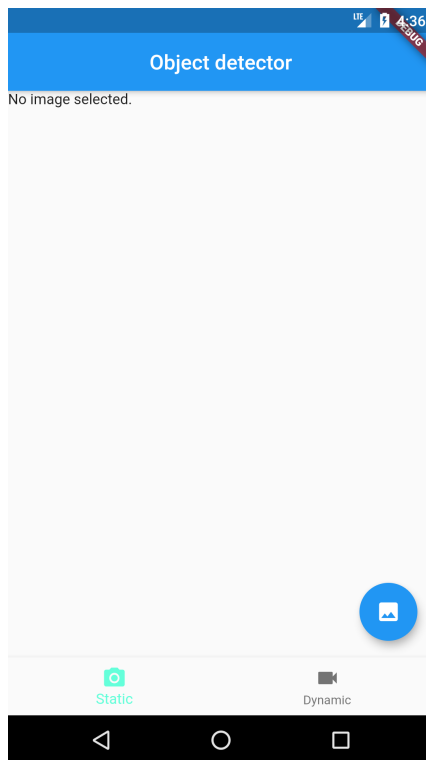 LTE 4:36
DEBUG
Object detector
No image selected.
Static
Dynamic